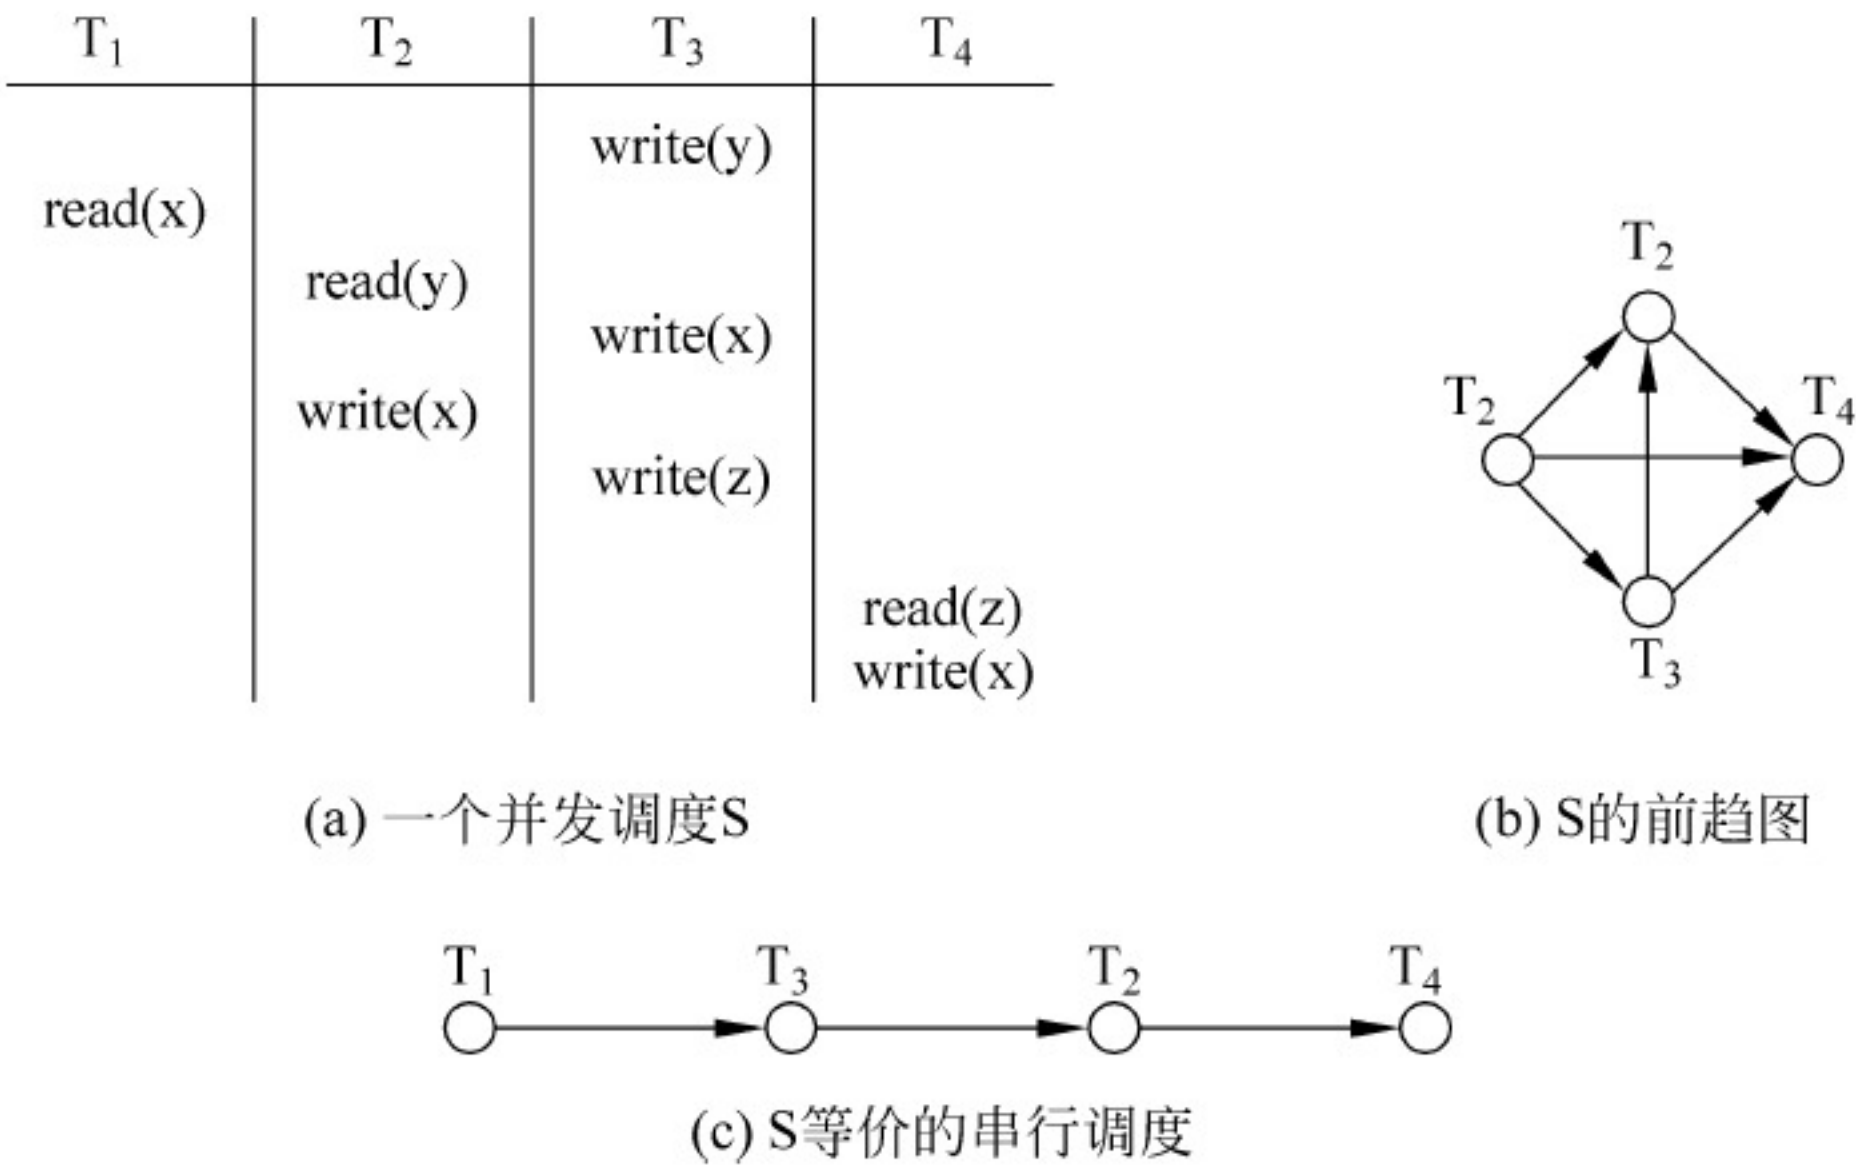 T₁ T₂ T₃ T₄
write(y)
read(x)
read(y)
write(x)
write(x)
write(z)
read(z)
write(x)
(a) 一个并发调度S
T₂
T₂
T₄
T₃
(b) S的前趋图
T₁ T₃ T₂ T₄
(c) S等价的串行调度